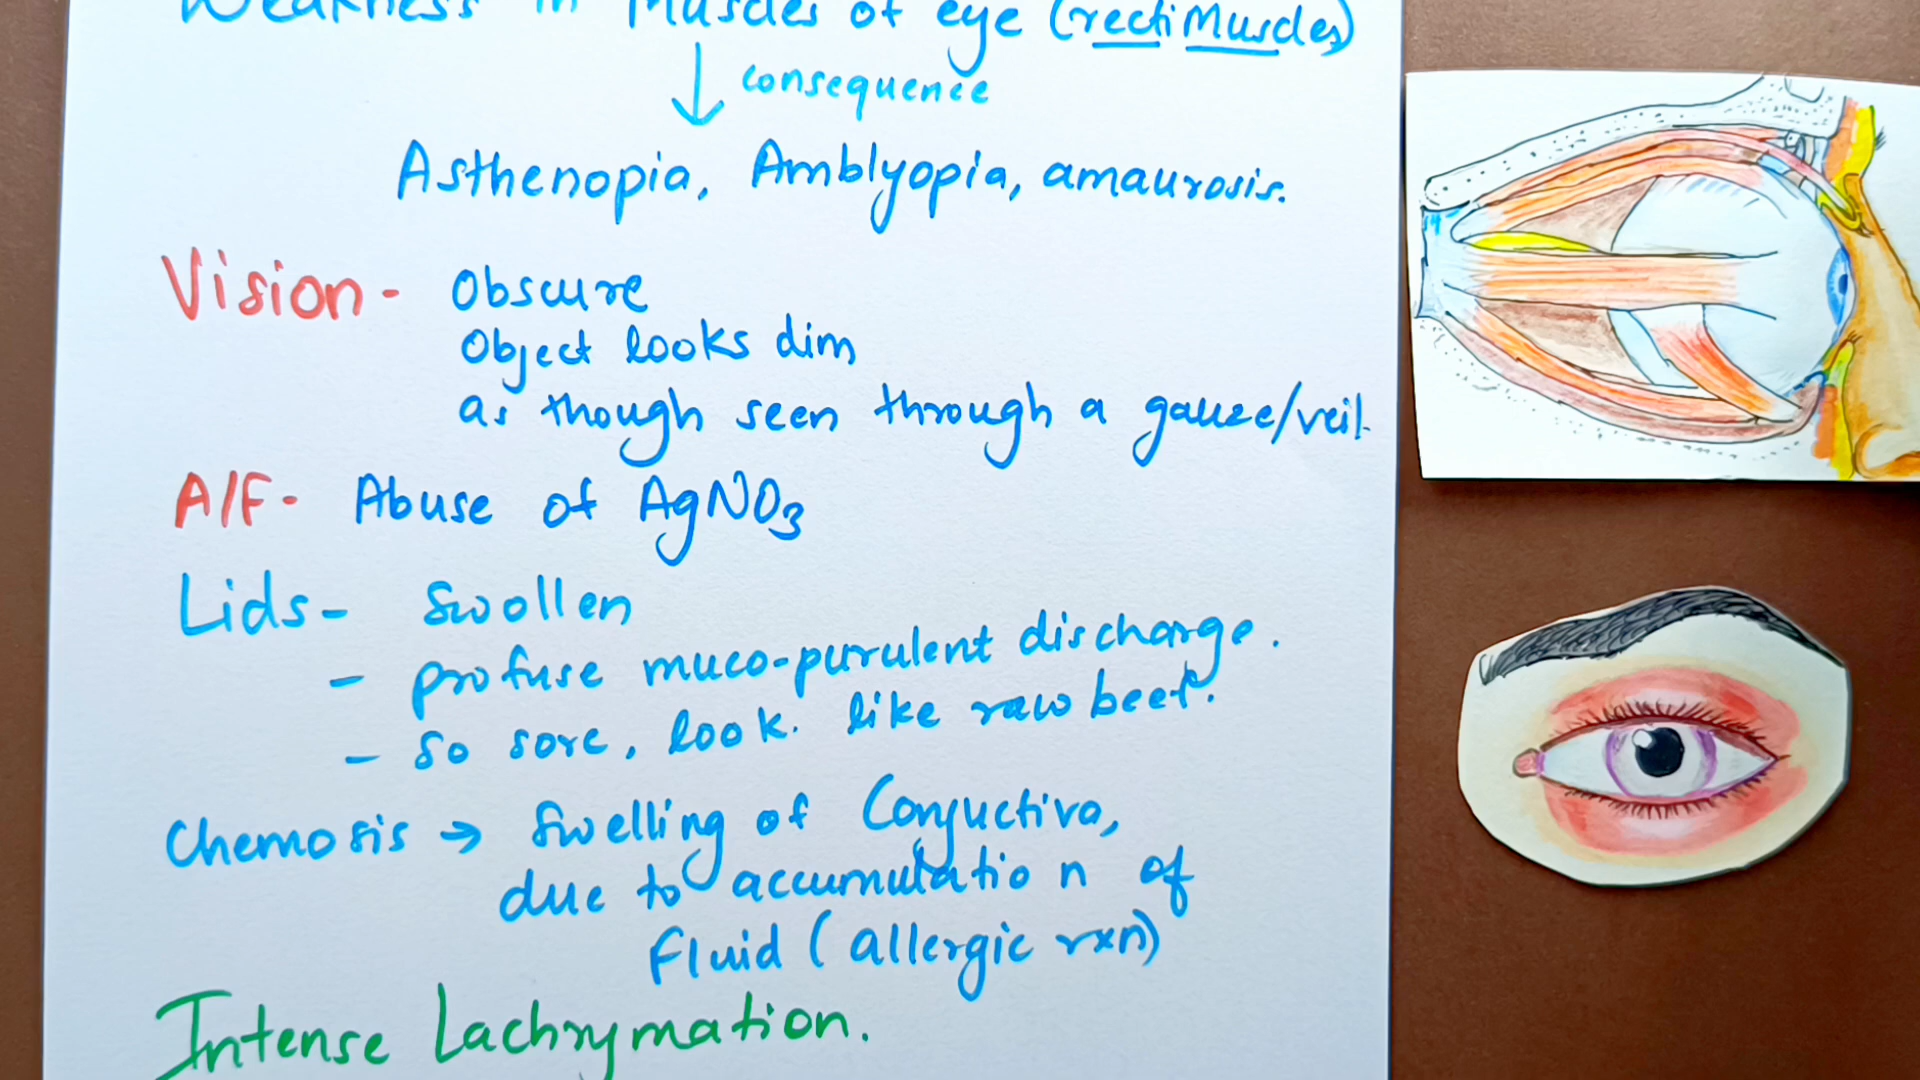 Weakness in Muscles of eye (recti Muscles)
↓ consequence
Asthenopia, Amblyopia, amaurosis.
Vision - Obscure
Object looks dim
as though seen through a gauze/veil.
A/F - Abuse of AgNO3
Lids - Swollen
- profuse muco-purulent discharge.
- so sore, look. like raw beef.
Chemosis → Swelling of Conjuctiva,
due to accumulation of
fluid (allergic rxn)
Intense Lachrymation.